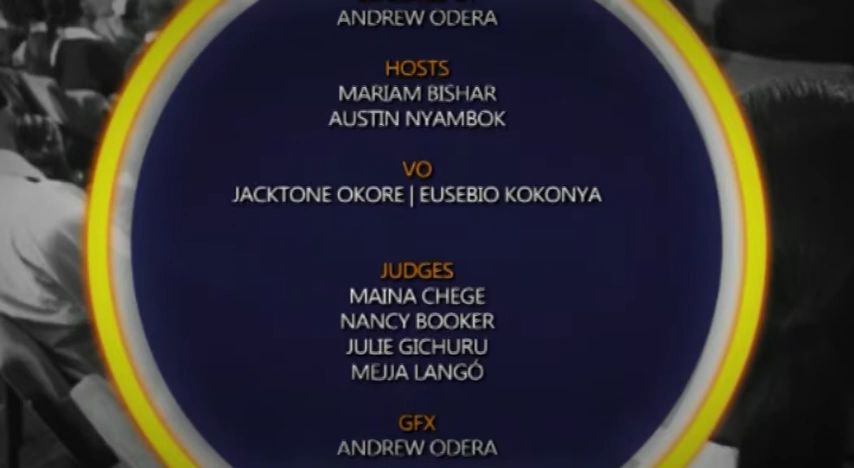 ANDREW ODERA
HOSTS
MARIAM BISHAR
AUSTIN NYAMBOK
VO
JACKTONE OKORE | EUSEBIO KOKONYA
JUDGES
MAINA CHEGE
NANCY BOOKER
JULIE GICHURU
MEJJA LANGÓ
GFX
ANDREW ODERA